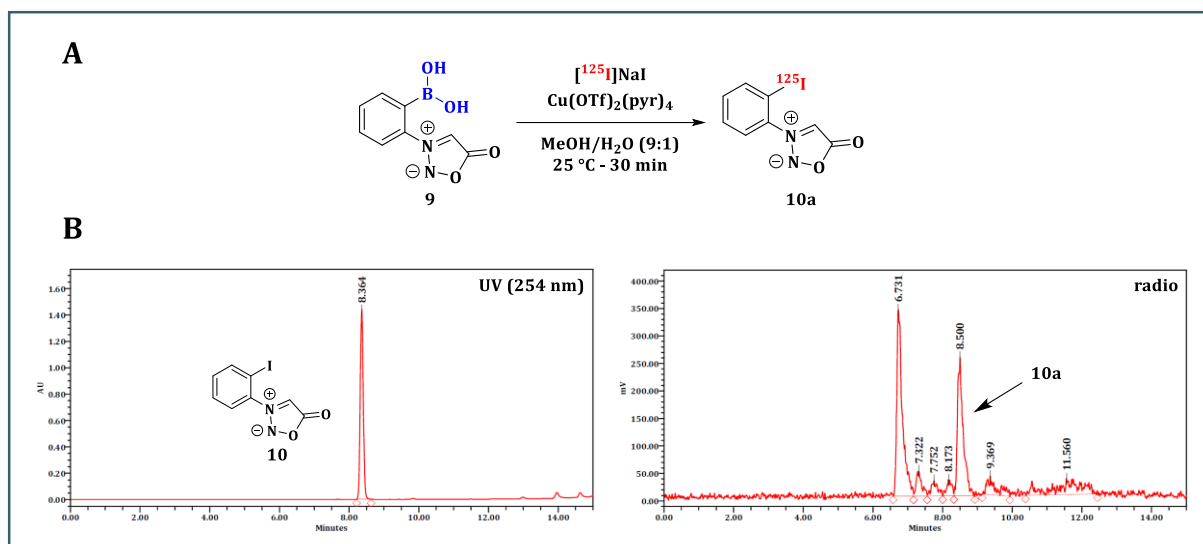 A
OH
B
OH
N
+
⊖
N
O
O
9
[¹²⁵I]NaI
Cu(OTf)₂(pyr)₄
MeOH/H₂O (9:1)
25 °C - 30 min
¹²⁵I
N
+
⊖
N
O
O
10a
B
UV (254 nm)
8.364
AU
1.60
1.40
1.20
1.00
0.80
0.60
0.40
0.20
0.00
0.00 2.00 4.00 6.00 8.00 10.00 12.00 14.00
Minutes
I
N
+
⊖
N
O
O
10
radio
6.731
7.322
7.752
8.173
8.500
9.369
11.560
10a
mV
400.00
350.00
300.00
250.00
200.00
150.00
100.00
50.00
0.00
0.00 2.00 4.00 6.00 8.00 10.00 12.00 14.00
Minutes